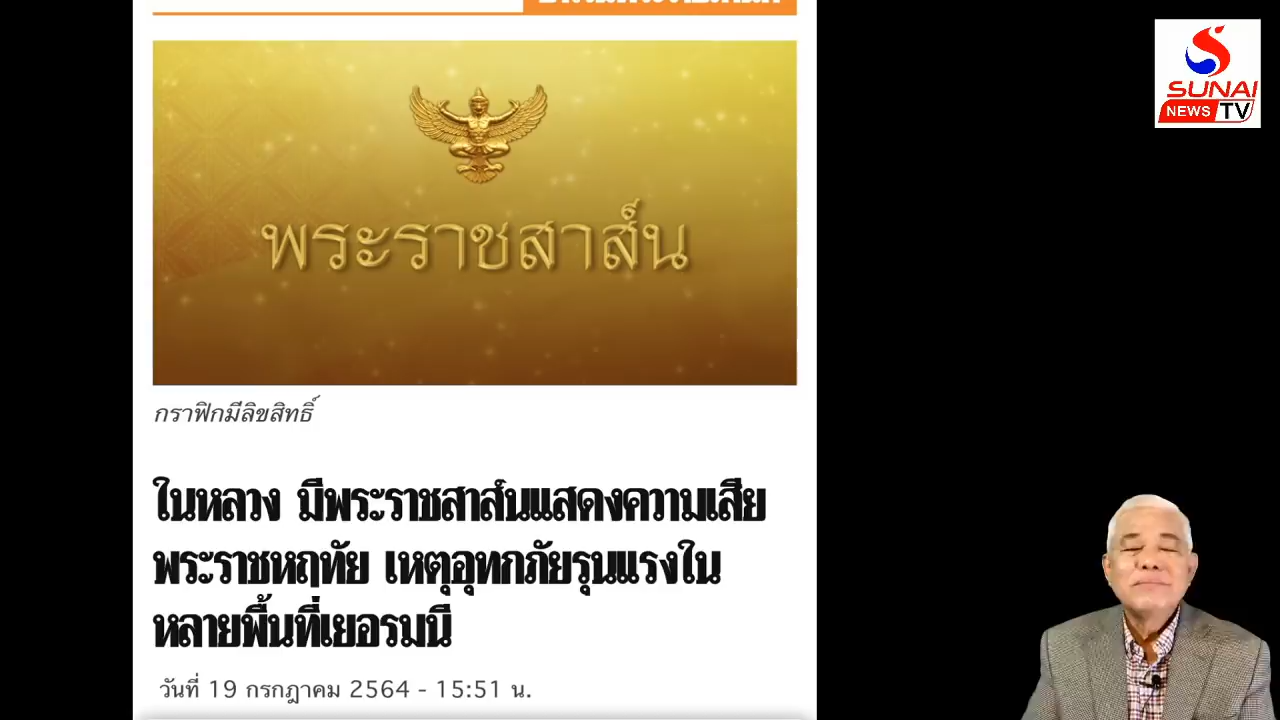 SUNAI
NEWS TV
พระราชสาส์น
กราฟิกมีลิขสิทธิ์
ในหลวง มีพระราชสาส์นแสดงความเสีย
พระราชหฤทัย เหตุอุทกภัยรุนแรงใน
หลายพื้นที่เยอรมนี
วันที่ 19 กรกฎาคม 2564 - 15:51 น.